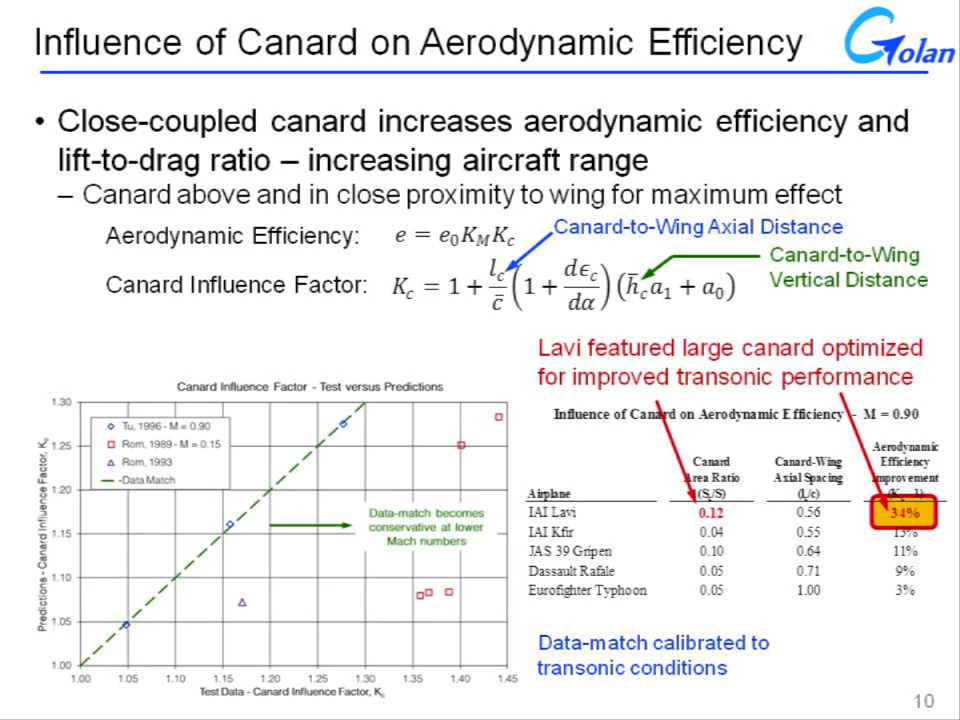 Influence of Canard on Aerodynamic Efficiency
Golan
• Close-coupled canard increases aerodynamic efficiency and
lift-to-drag ratio – increasing aircraft range
– Canard above and in close proximity to wing for maximum effect
Aerodynamic Efficiency: e = e₀K_MK_c
Canard-to-Wing Axial Distance
Canard-to-Wing
Vertical Distance
Canard Influence Factor: K_c = 1 + l_c/c̄ (1 + dϵ_c/dα) (h̄_c a₁ + a₀)
Lavi featured large canard optimized
for improved transonic performance
Canard Influence Factor - Test versus Predictions
Predictions - Canard Influence Factor, K_c
1.30
1.25
1.20
1.15
1.10
1.05
1.00
Tu, 1996 - M = 0.90
Rom, 1989 - M = 0.15
Rom, 1993
Data Match
Data-match becomes
conservative at lower
Mach numbers
1.00 1.05 1.10 1.15 1.20 1.25 1.30 1.35 1.40 1.45
Test Data - Canard Influence Factor, K_c
Influence of Canard on Aerodynamic Efficiency - M = 0.90
Airplane
Canard
Area Ratio
(S_c/S)
Canard-Wing
Axial Spacing
(l_c/c)
Aerodynamic
Efficiency
Improvement
(K_c - 1)
IAI Lavi 0.12 0.56 34%
IAI Kfir 0.04 0.55 13%
JAS 39 Gripen 0.10 0.64 11%
Dassault Rafale 0.05 0.71 9%
Eurofighter Typhoon 0.05 1.00 3%
Data-match calibrated to
transonic conditions
10